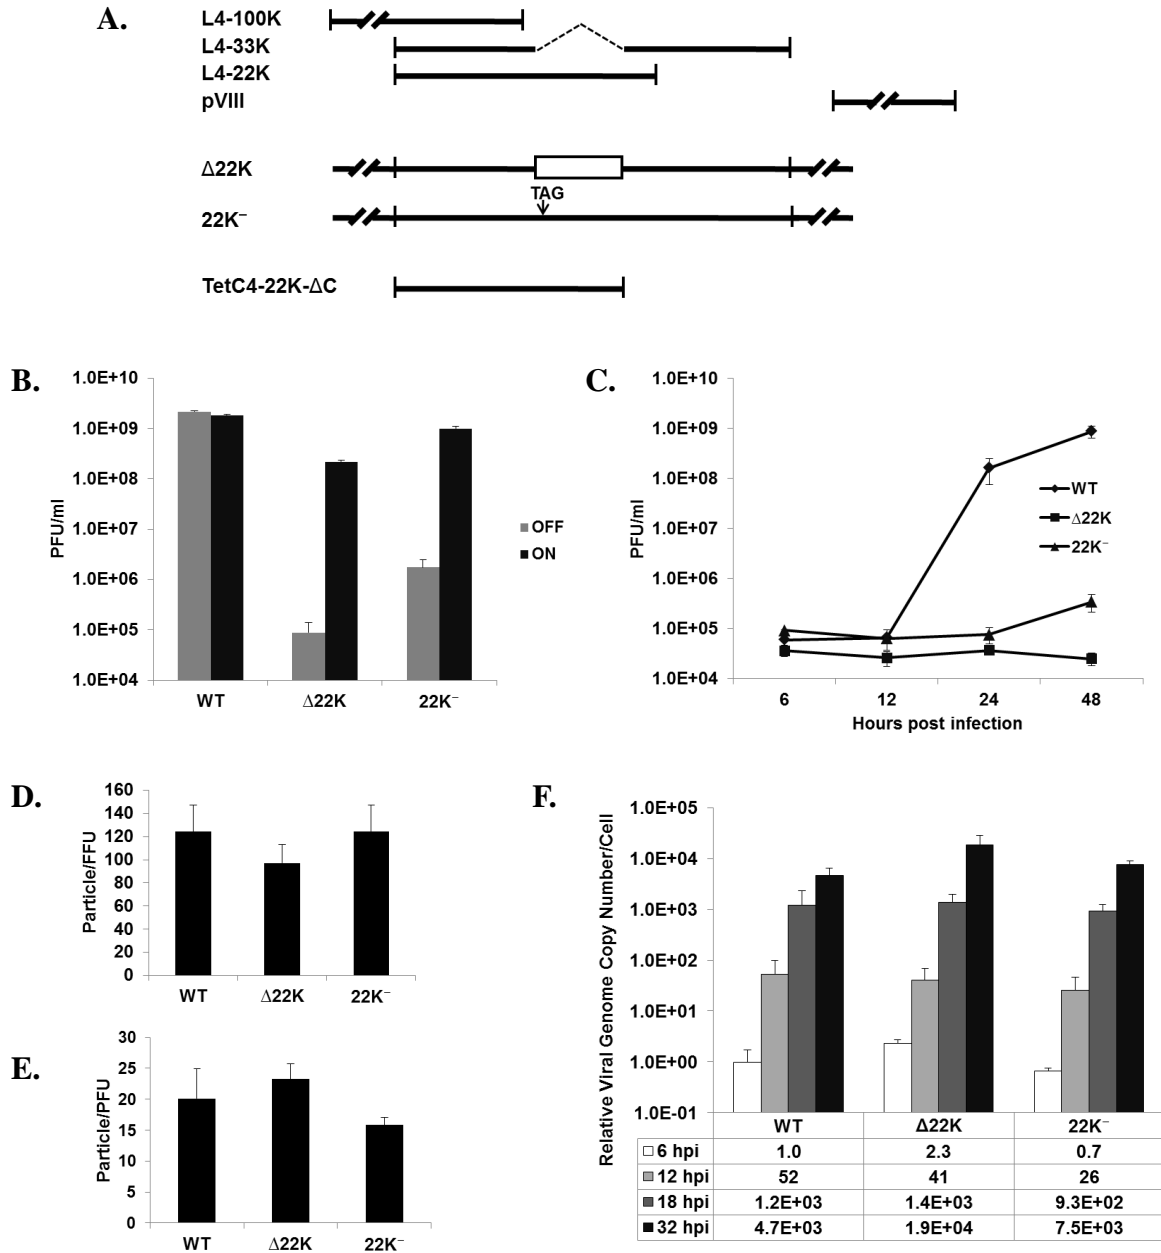 A.
L4-100K
L4-33K
L4-22K
pVIII
Δ22K
TAG
22K⁻
TetC4-22K-ΔC
B.
1.0E+10
1.0E+09
1.0E+08
1.0E+07
1.0E+06
1.0E+05
1.0E+04
PFU/ml
WT Δ22K 22K⁻
OFF
ON
C.
1.0E+10
1.0E+09
1.0E+08
1.0E+07
1.0E+06
1.0E+05
1.0E+04
PFU/ml
6 12 24 48
Hours post infection
WT
Δ22K
22K⁻
D.
160
140
120
100
80
60
40
20
0
Particle/FFU
WT Δ22K 22K⁻
E.
30
25
20
15
10
5
0
Particle/PFU
WT Δ22K 22K⁻
F.
1.0E+05
1.0E+04
1.0E+03
1.0E+02
1.0E+01
1.0E+00
1.0E-01
Relative Viral Genome Copy Number/Cell
WT Δ22K 22K⁻
6 hpi 1.0 2.3 0.7
12 hpi 52 41 26
18 hpi 1.2E+03 1.4E+03 9.3E+02
32 hpi 4.7E+03 1.9E+04 7.5E+03